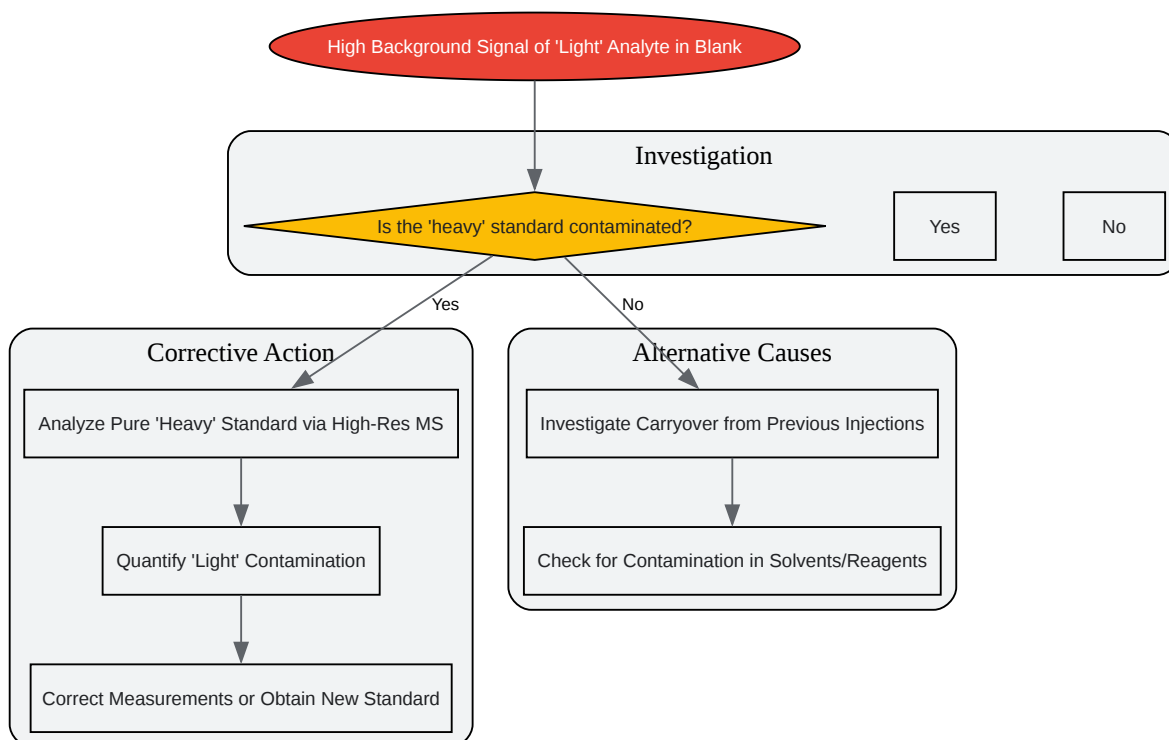 High Background Signal of 'Light' Analyte in Blank
Investigation
Is the 'heavy' standard contaminated?
Yes
No
Yes
No
Corrective Action
Analyze Pure 'Heavy' Standard via High-Res MS
Quantify 'Light' Contamination
Correct Measurements or Obtain New Standard
Alternative Causes
Investigate Carryover from Previous Injections
Check for Contamination in Solvents/Reagents